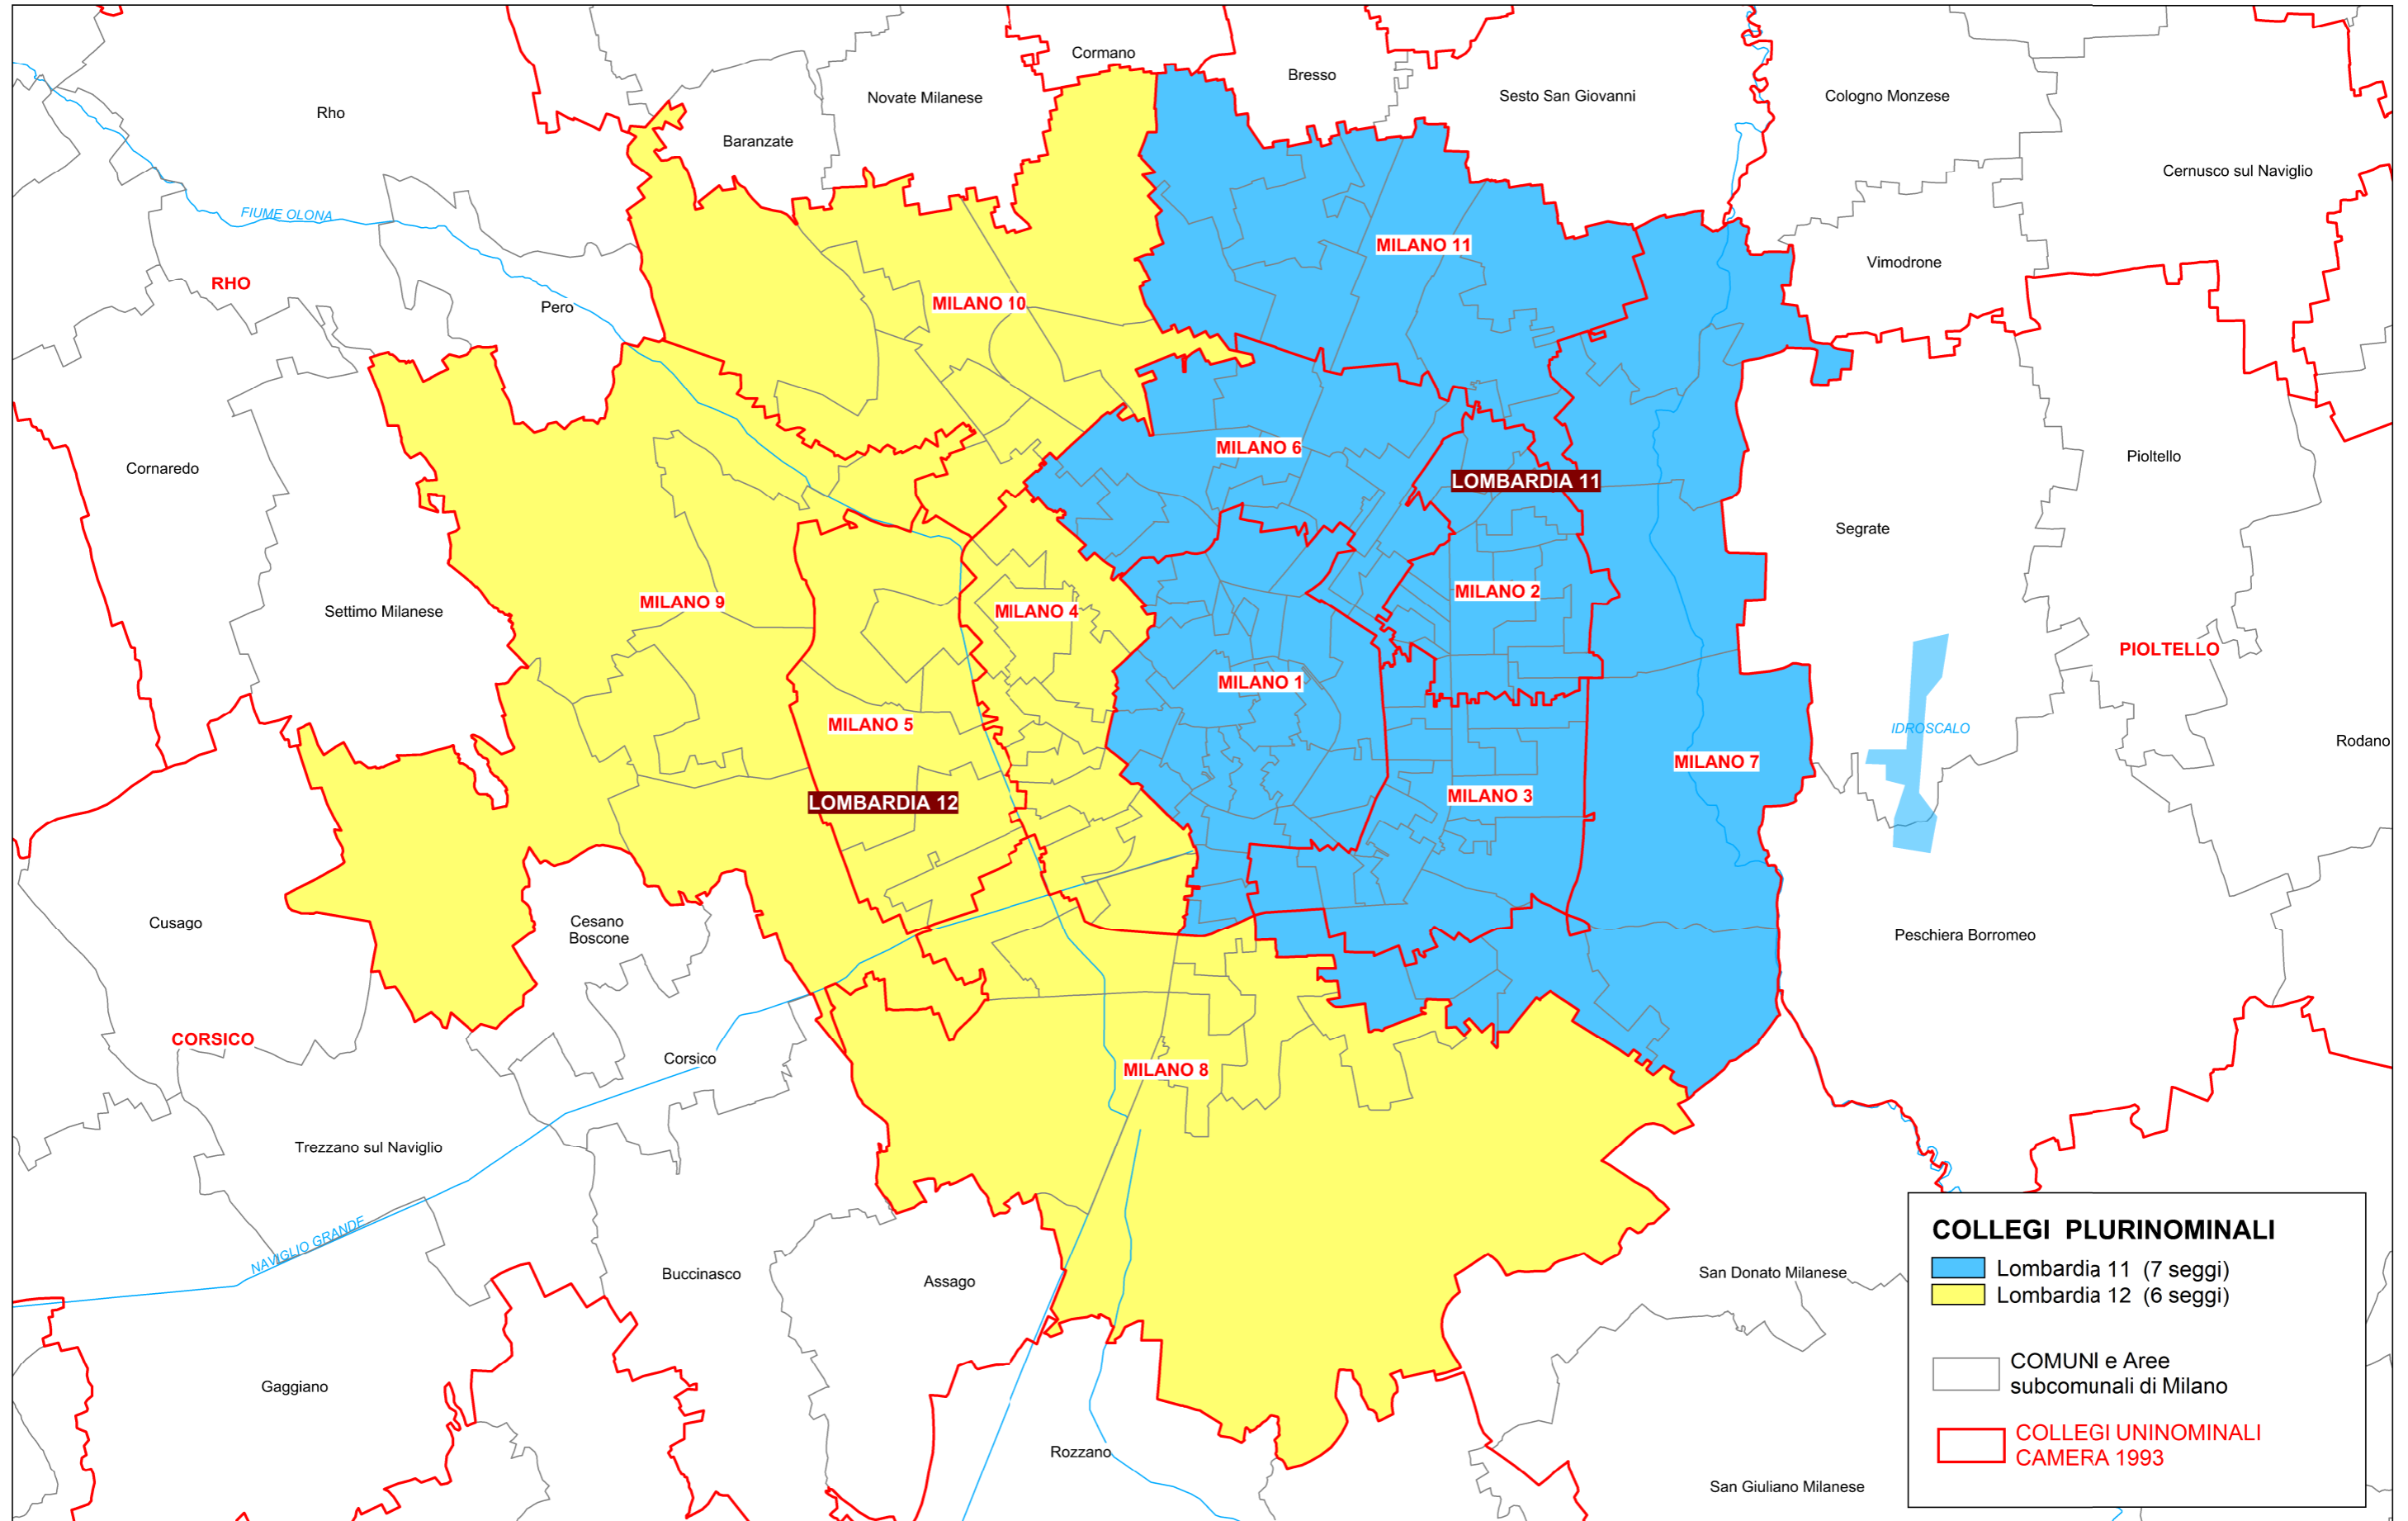 Cormano
Bresso
Novate Milanese
Sesto San Giovanni
Cologno Monzese
Rho
Baranzate
Cernusco sul Naviglio
FIUME OLONA
MILANO 11
Vimodrone
RHO
MILANO 10
Pero
MILANO 6
Pioltello
Cornaredo
LOMBARDIA 11
Segrate
MILANO 2
MILANO 9
MILANO 4
Settimo Milanese
PIOLTELLO
MILANO 1
MILANO 5
IDROSCALO
Rodano
MILANO 7
MILANO 3
LOMBARDIA 12
Cusago
Cesano
Boscone
Peschiera Borromeo
CORSICO
Corsico
MILANO 8
Trezzano sul Naviglio
NAVIGLIO GRANDE
Buccinasco
Assago
San Donato Milanese
Gaggiano
Rozzano
San Giuliano Milanese
COLLEGI PLURINOMINALI
Lombardia 11 (7 seggi)
Lombardia 12 (6 seggi)
COMUNI e Aree
subcomunali di Milano
COLLEGI UNINOMINALI
CAMERA 1993